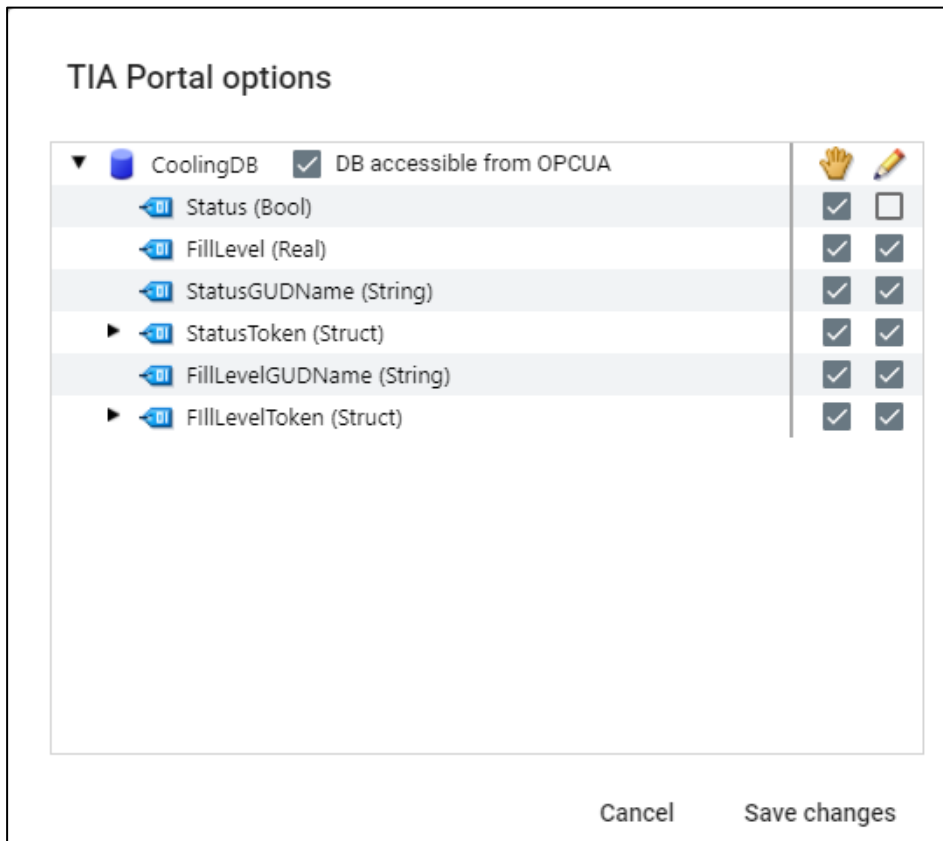 TIA Portal options
CoolingDB DB accessible from OPCUA
Status (Bool)
FillLevel (Real)
StatusGUDName (String)
StatusToken (Struct)
FillLevelGUDName (String)
FIllLevelToken (Struct)
Cancel Save changes